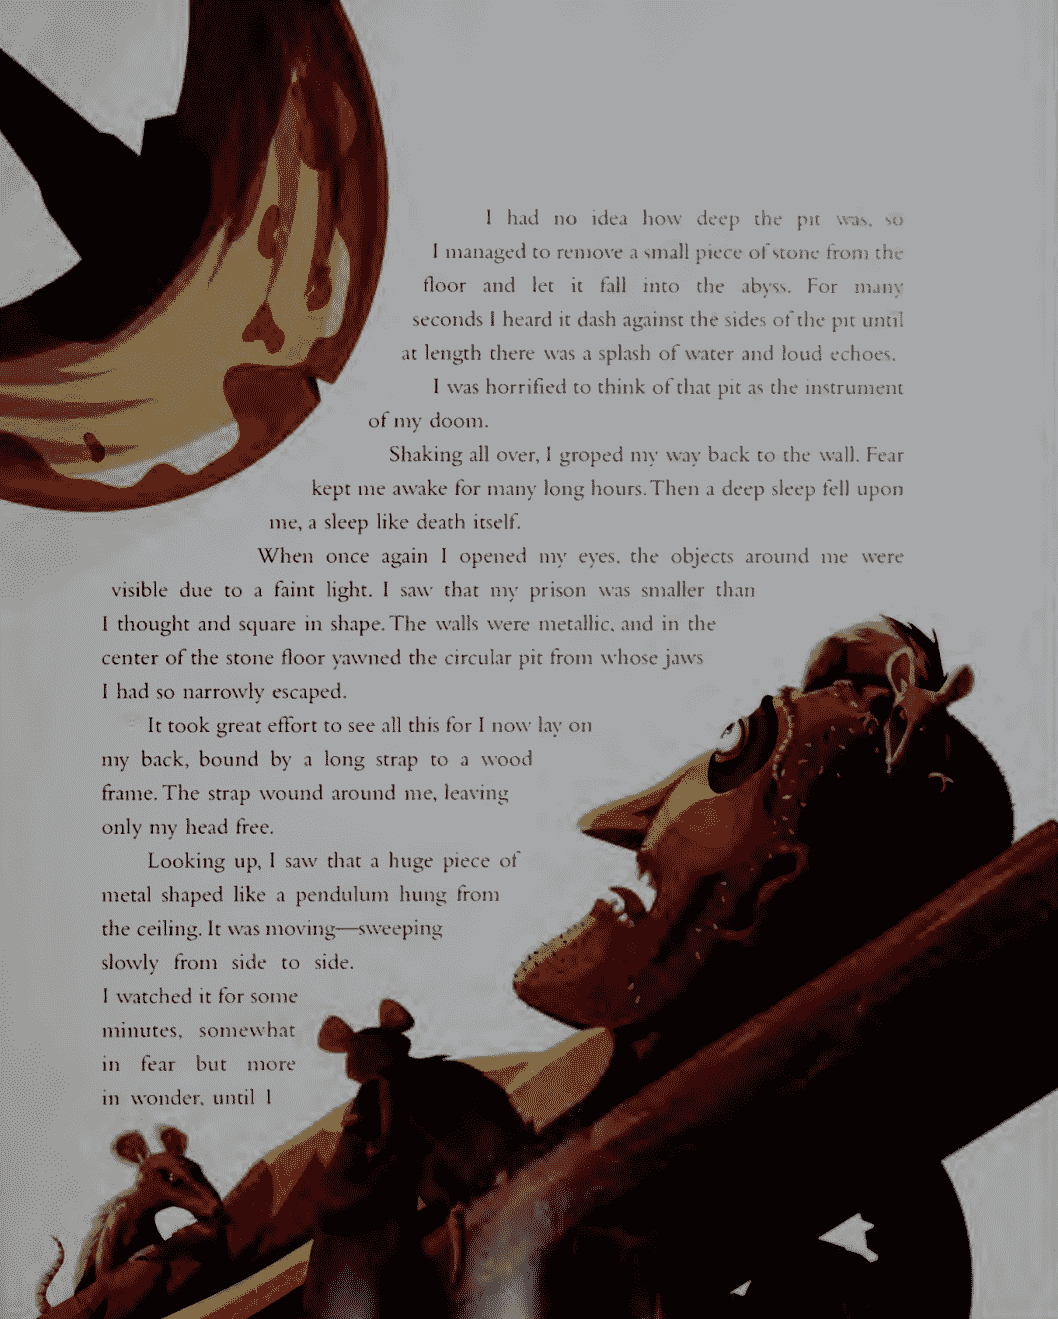 I had no idea how deep the pit was, so
I managed to remove a small piece of stone from the
floor and let it fall into the abyss. For many
seconds I heard it dash against the sides of the pit until
at length there was a splash of water and loud echoes.
I was horrified to think of that pit as the instrument
of my doom.
Shaking all over, I groped my way back to the wall. Fear
kept me awake for many long hours. Then a deep sleep fell upon
me, a sleep like death itself.
When once again I opened my eyes, the objects around me were
visible due to a faint light. I saw that my prison was smaller than
I thought and square in shape. The walls were metallic, and in the
center of the stone floor yawned the circular pit from whose jaws
I had so narrowly escaped.
It took great effort to see all this for I now lay on
my back, bound by a long strap to a wood
frame. The strap wound around me, leaving
only my head free.
Looking up, I saw that a huge piece of
metal shaped like a pendulum hung from
the ceiling. It was moving—sweeping
slowly from side to side.
I watched it for some
minutes, somewhat
in fear but more
in wonder, until I